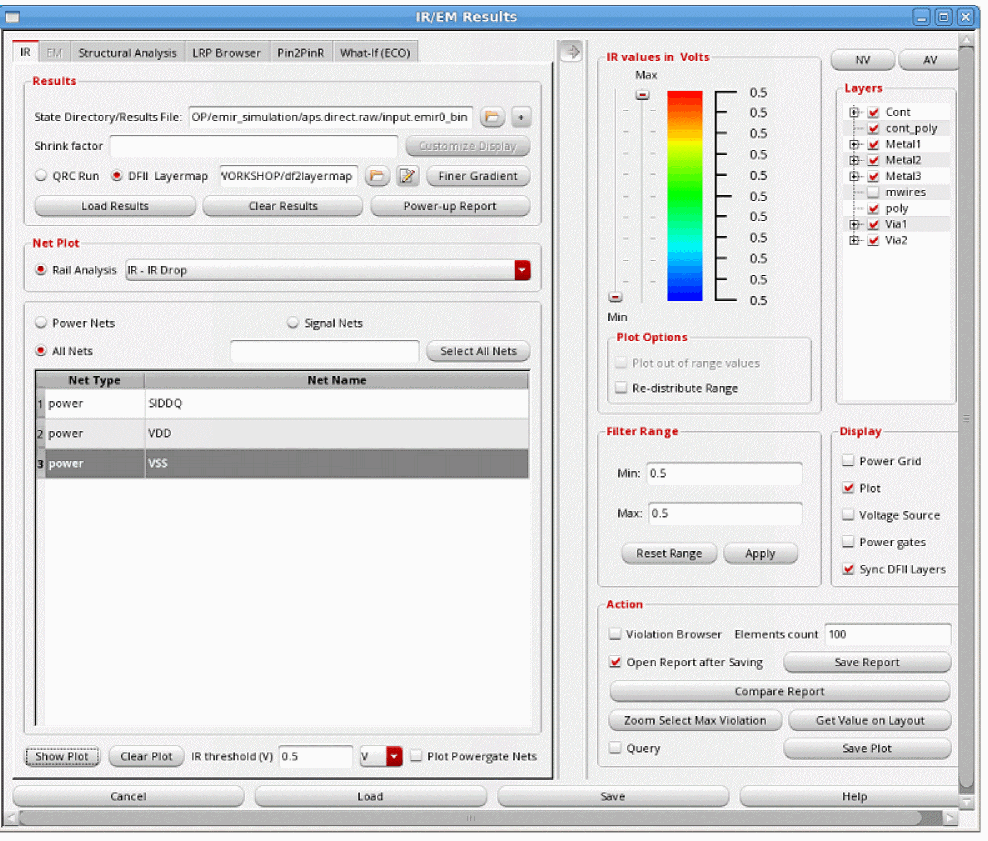 IR/EM Results
IR EM Structural Analysis LRP Browser Pin2PinR What-If (ECO)
Results
State Directory/Results File: OP/emir_simulation/aps.direct.raw/input.emir0_bin
Shrink factor Customize Display
QRC Run DFII Layermap WORKSHOP/df2layermap Finer Gradient
Load Results Clear Results Power-up Report
Net Plot
Rail Analysis IR - IR Drop
Power Nets Signal Nets
All Nets Select All Nets
Net Type Net Name
1 power SIDDQ
2 power VDD
3 power VSS
Show Plot Clear Plot IR threshold (V) 0.5 V Plot Powergate Nets
IR values in Volts
Max
0.5
0.5
0.5
0.5
0.5
0.5
0.5
0.5
0.5
0.5
0.5
Min
Plot Options
Plot out of range values
Re-distribute Range
NV AV
Layers
Cont
cont_poly
Metal1
Metal2
Metal3
mwires
poly
Via1
Via2
Filter Range
Min: 0.5
Max: 0.5
Reset Range Apply
Display
Power Grid
Plot
Voltage Source
Power gates
Sync DFII Layers
Action
Violation Browser Elements count 100
Open Report after Saving Save Report
Compare Report
Zoom Select Max Violation Get Value on Layout
Query Save Plot
Cancel Load Save Help